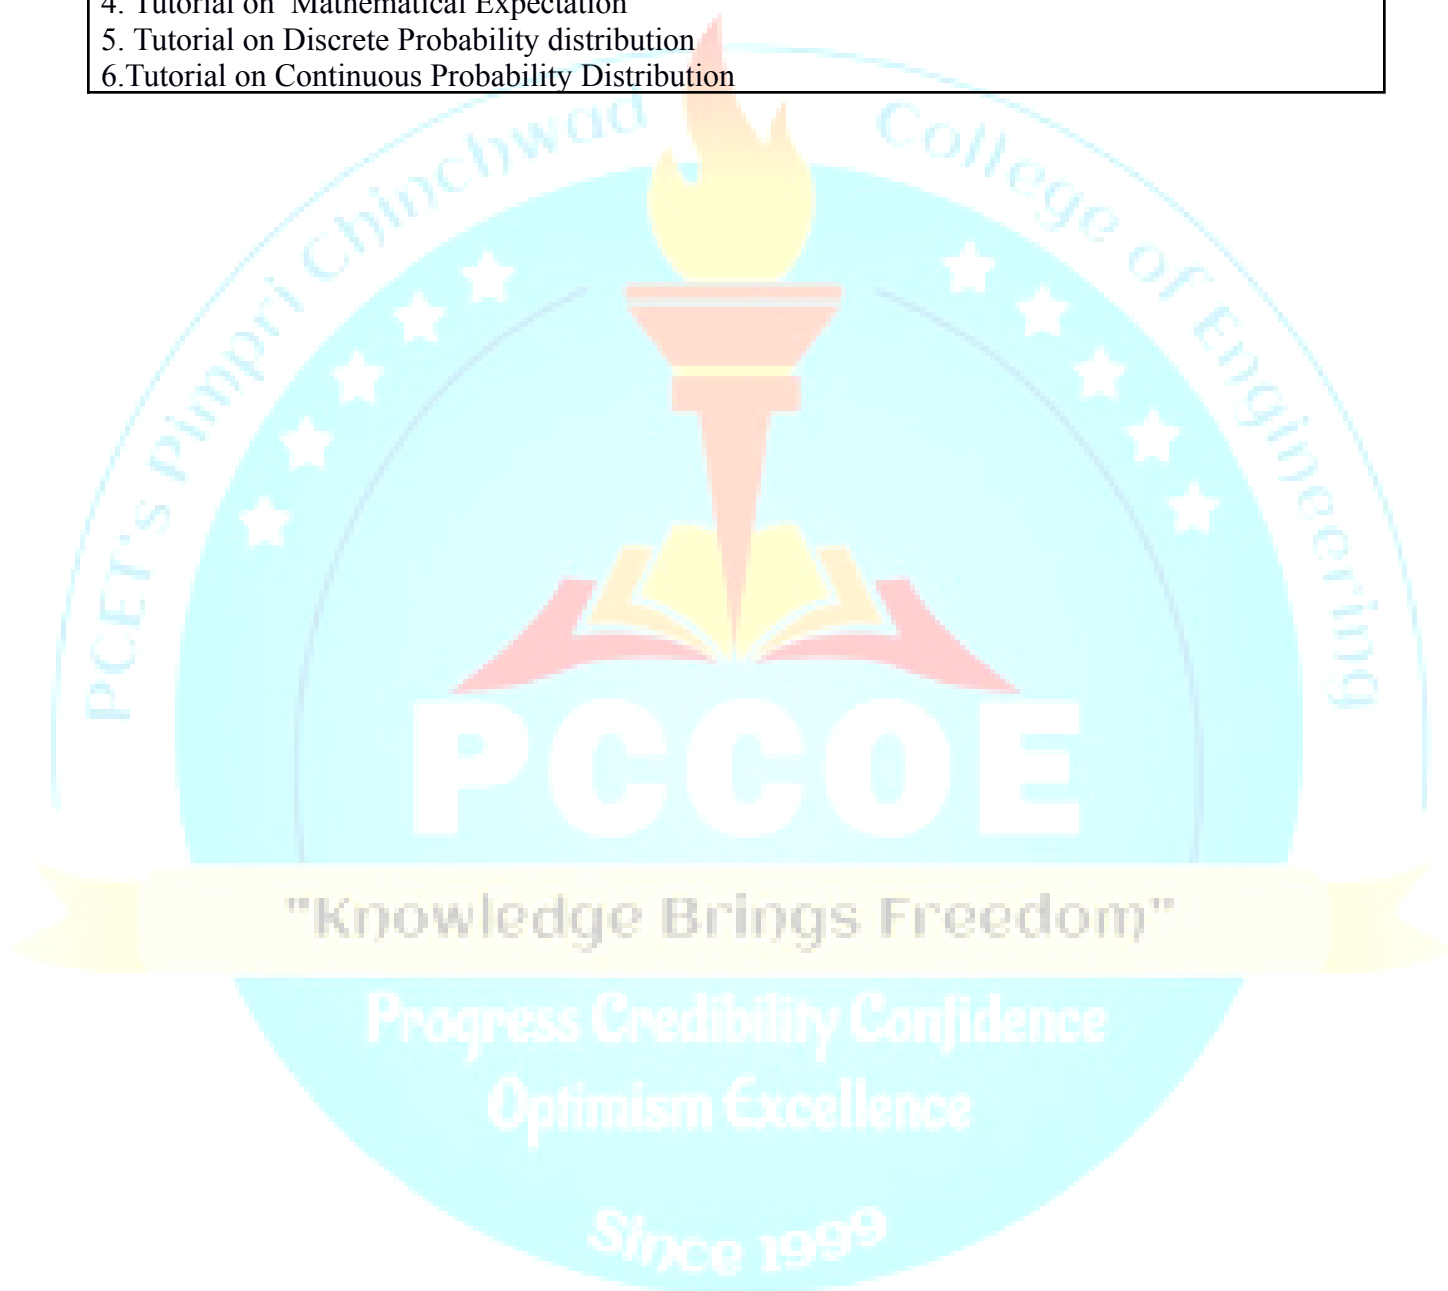 4. Tutorial on  Mathematical Expectation
5. Tutorial on Discrete Probability distribution
6.Tutorial on Continuous Probability Distribution
PCET's Pimpri Chinchwad College of Engineering
PCCOE
"Knowledge Brings Freedom"
Progress Credibility Confidence
Optimism Excellence
Since 1999